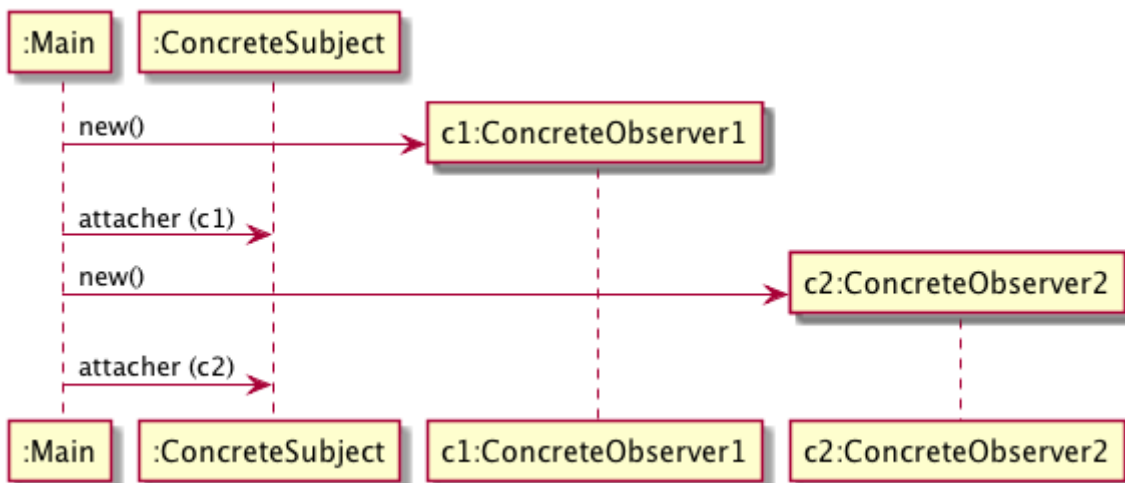 :Main
:ConcreteSubject
new()
c1:ConcreteObserver1
attacher (c1)
new()
c2:ConcreteObserver2
attacher (c2)
:Main
:ConcreteSubject
c1:ConcreteObserver1
c2:ConcreteObserver2